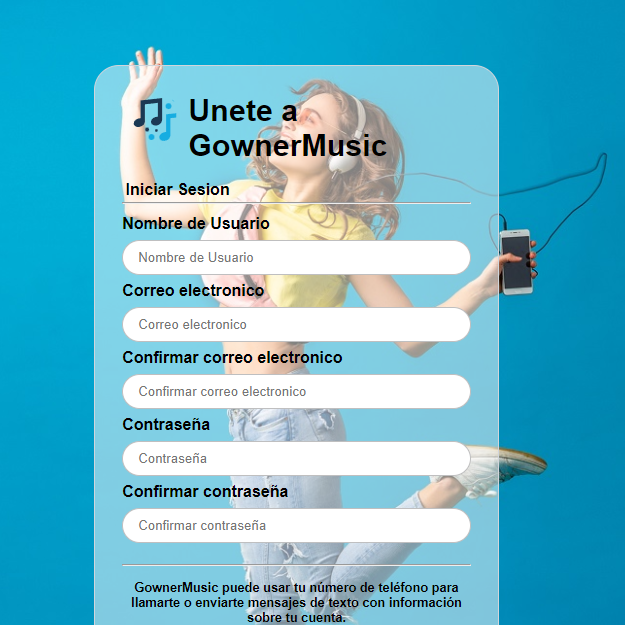 Unete a
GownerMusic
Iniciar Sesion
Nombre de Usuario
Nombre de Usuario
Correo electronico
Correo electronico
Confirmar correo electronico
Confirmar correo electronico
Contraseña
Contraseña
Confirmar contraseña
Confirmar contraseña
GownerMusic puede usar tu número de teléfono para
llamarte o enviarte mensajes de texto con información
sobre tu cuenta.